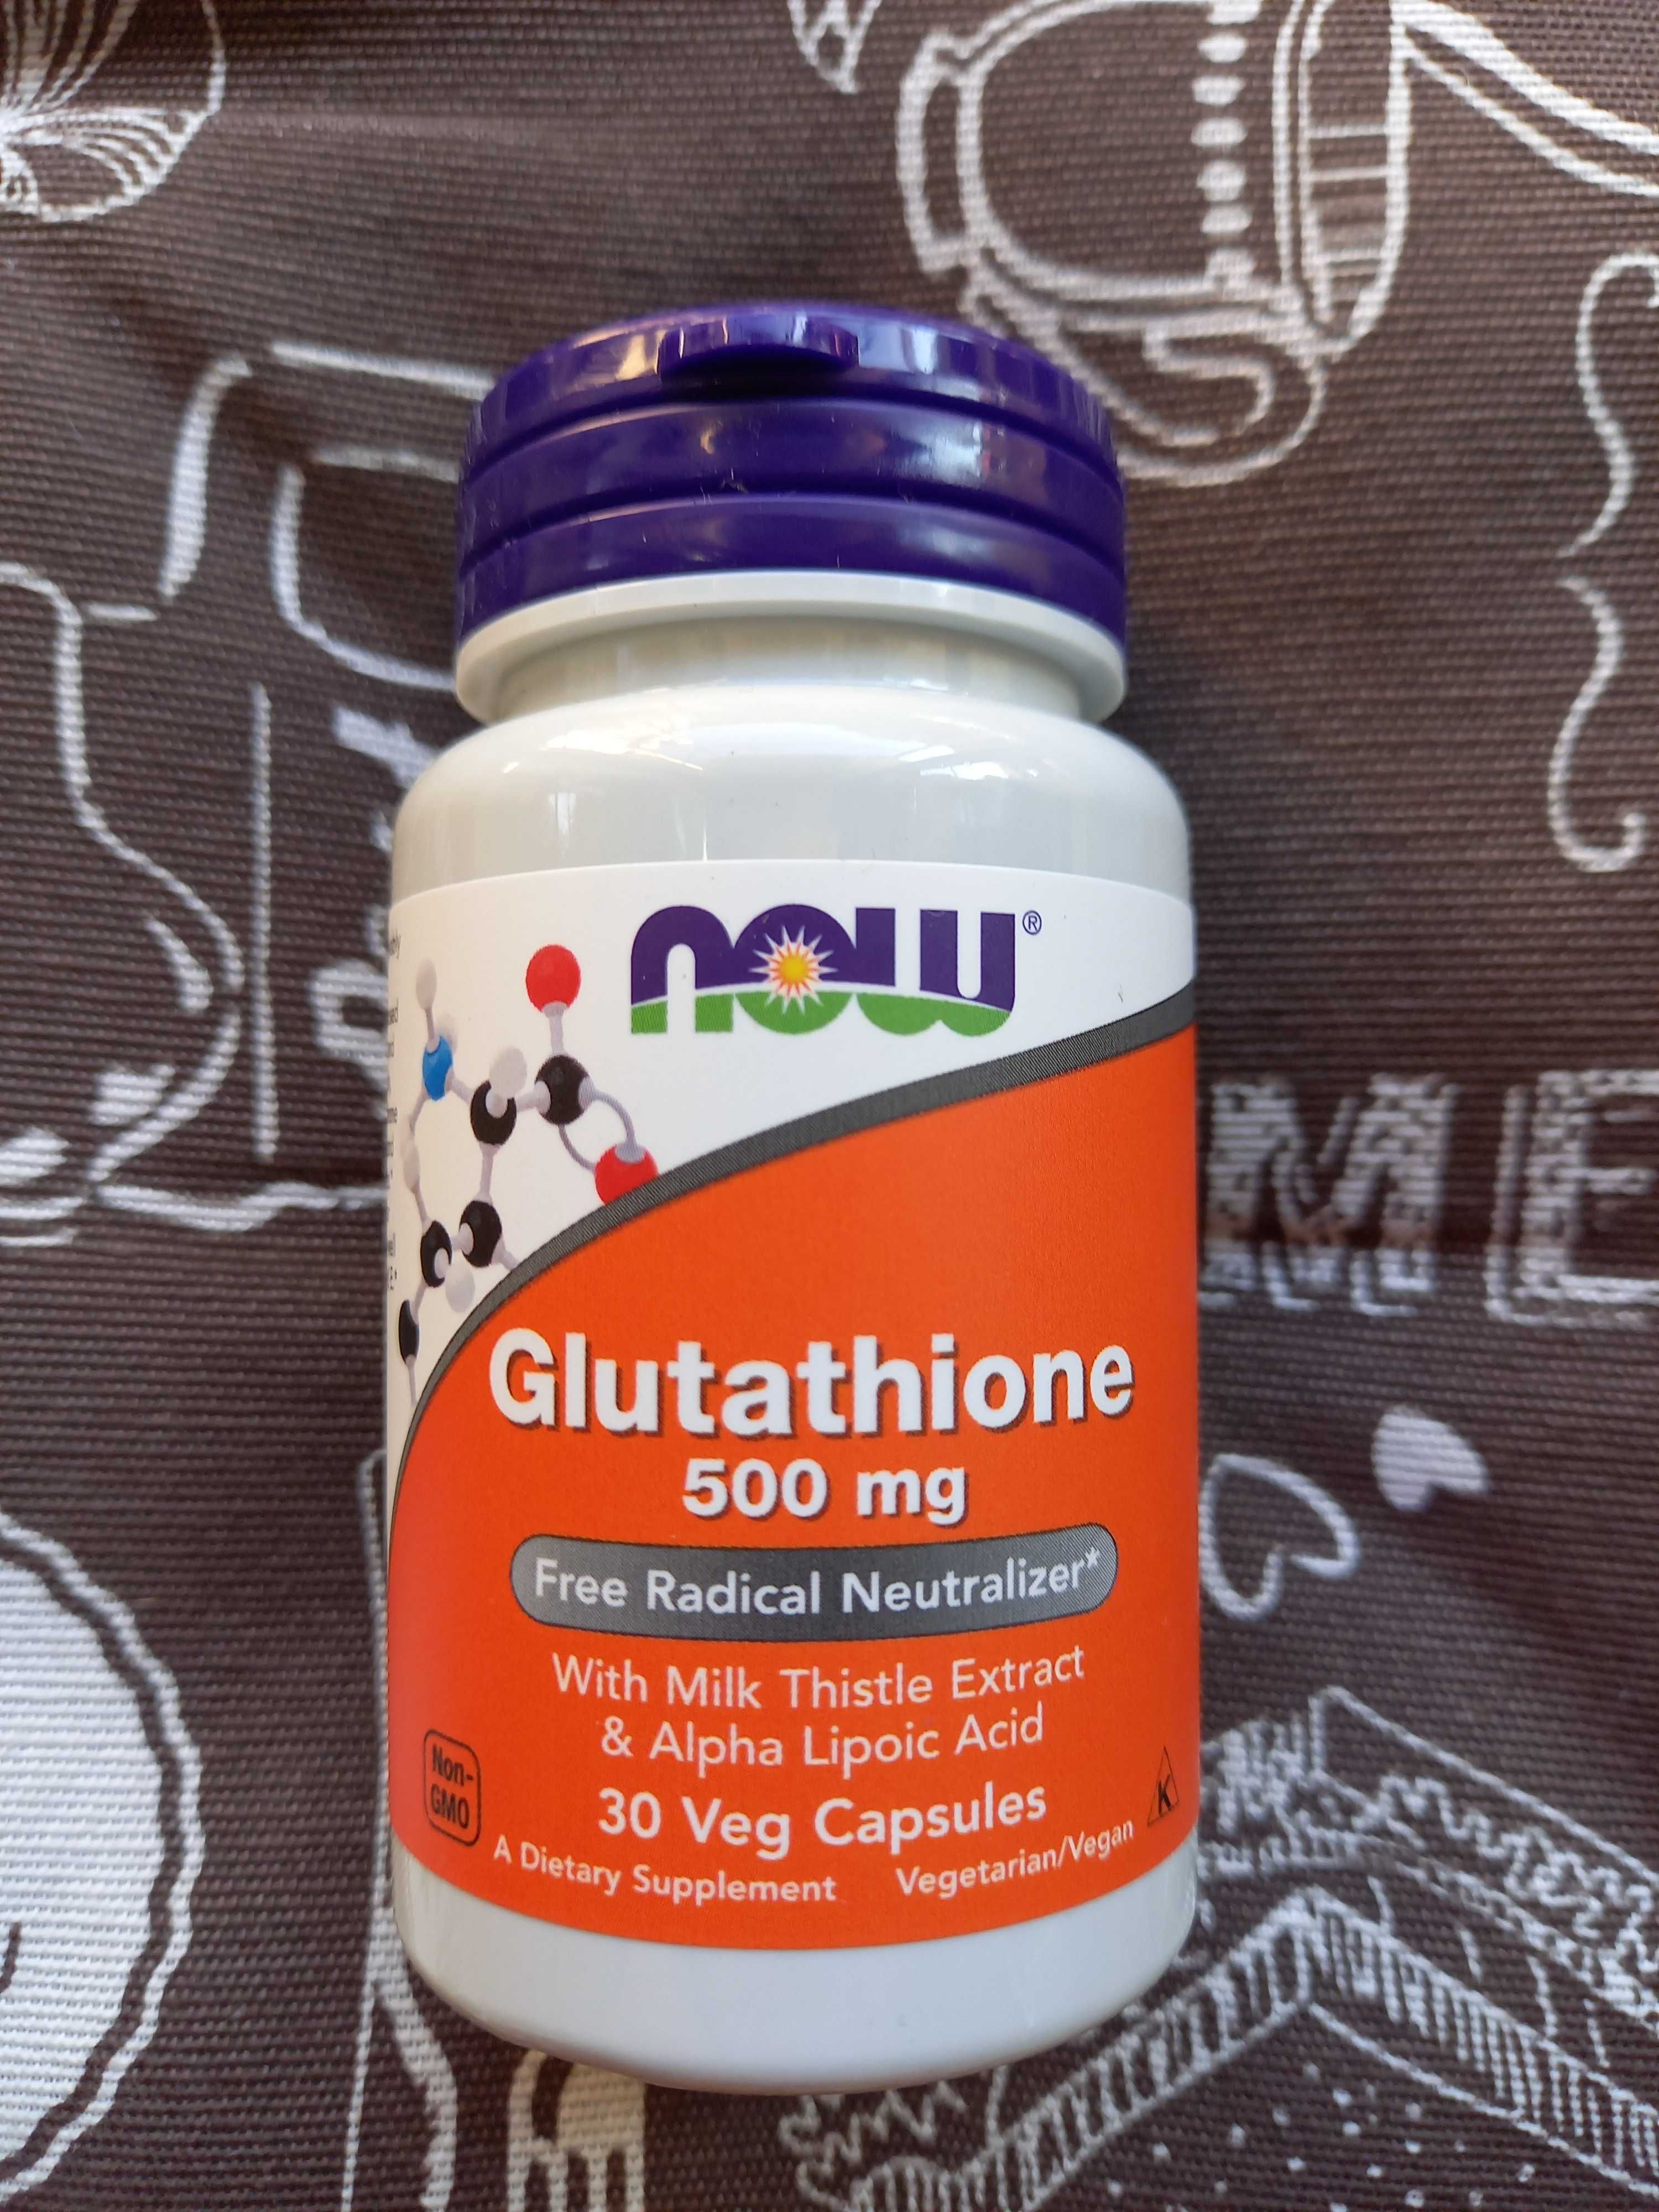 NOW®
Glutathione
500 mg
Free Radical Neutralizer*
With Milk Thistle Extract
& Alpha Lipoic Acid
30 Veg Capsules
Non-
GMO
K
A Dietary Supplement
Vegetarian/Vegan
ME